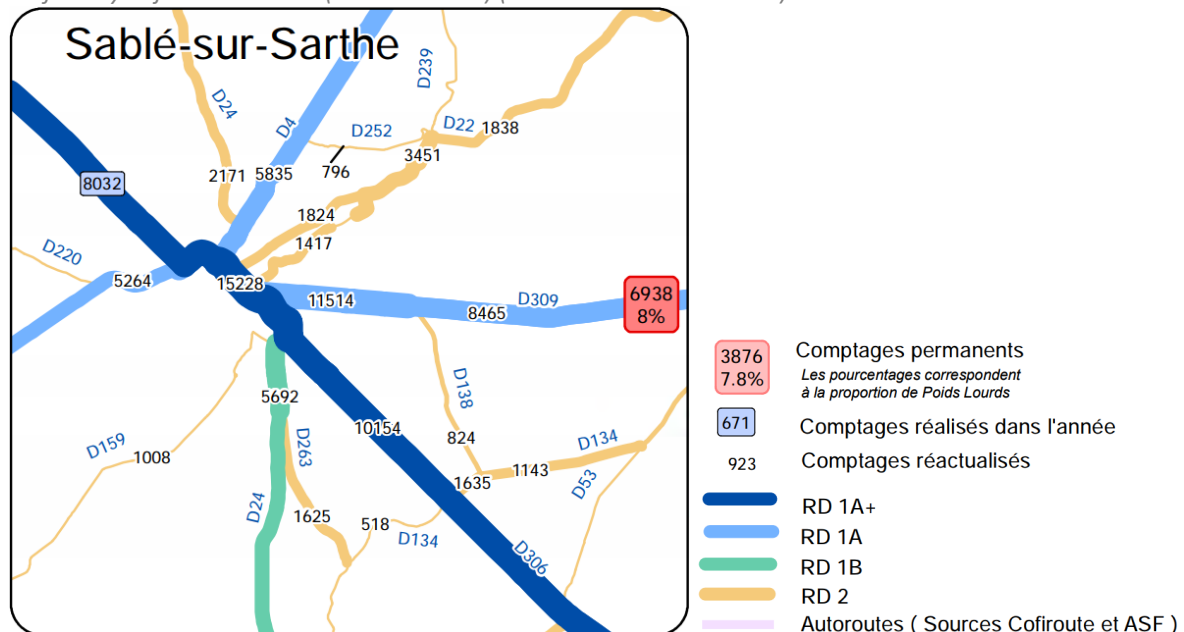 Sablé-sur-Sarthe
D239
D24
D4
D252
D22
1838
3451
796
2171
5835
8032
1824
1417
D220
5264
15228
11514
D309
8465
6938
8%
5692
D138
10154
D159
1008
D263
824
D134
1143
1635
D53
D24
1625
518
D134
D306
3876
7.8%
Comptages permanents
Les pourcentages correspondent
à la proportion de Poids Lourds
671
Comptages réalisés dans l'année
923
Comptages réactualisés
RD 1A+
RD 1A
RD 1B
RD 2
Autoroutes ( Sources Cofiroute et ASF )